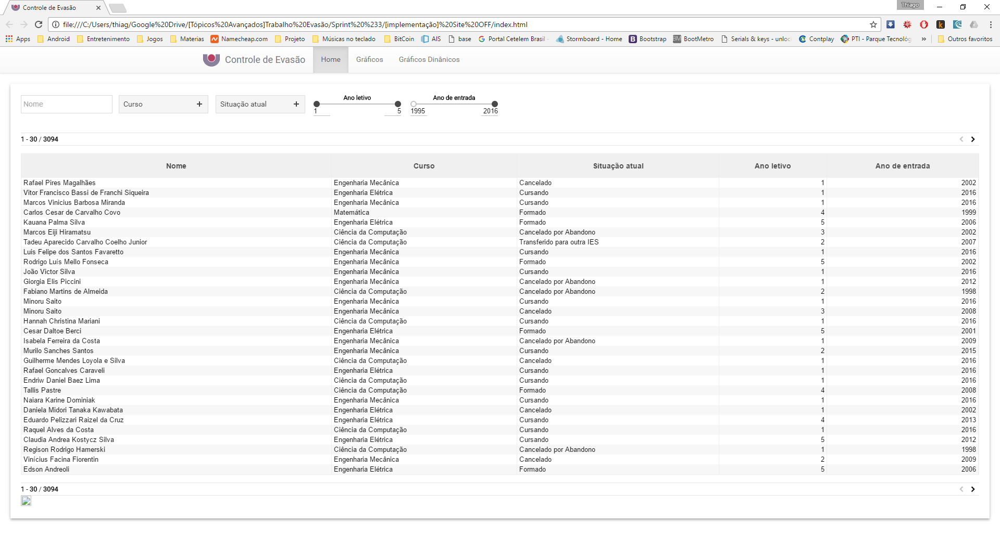 Controle de Evasão
Thiago
file:///C:/Users/thiag/Google%20Drive/[Tópicos%20Avançados]Trabalho%20Evasão/Sprint%20%233/[implementação]%20Site%20OFF/index.html
Apps Android Entretenimento Jogos Materias Namecheap.com Projeto Músicas no teclado BitCoin AIS base Portal Cetelem Brasil Stormboard - Home Bootstrap BootMetro Serials & keys - unloc Contplay PTI - Parque Tecnológ » Outros favoritos
Controle de Evasão Home Gráficos Gráficos Dinânicos
Ano letivo Ano de entrada
Nome Curso + Situação atual +
1 5 1995 2016
1 - 30 / 3094
Nome Curso Situação atual Ano letivo Ano de entrada
Rafael Pires Magalhães Engenharia Mecânica Cancelado 1 2002
Vitor Francisco Bassi de Franchi Siqueira Engenharia Elétrica Cursando 1 2016
Marcos Vinicius Barbosa Miranda Engenharia Mecânica Cursando 1 2016
Carlos Cesar de Carvalho Covo Matemática Formado 4 1999
Kauana Palma Silva Engenharia Elétrica Formado 5 2006
Marcos Eiji Hiramatsu Ciência da Computação Cancelado por Abandono 3 2002
Tadeu Aparecido Carvalho Coelho Junior Ciência da Computação Transferido para outra IES 2 2007
Luis Felipe dos Santos Favaretto Engenharia Mecânica Cursando 1 2016
Rodrigo Luís Mello Fonseca Engenharia Mecânica Formado 5 2002
João Victor Silva Engenharia Mecânica Cursando 1 2016
Giorgia Elis Piccini Engenharia Mecânica Cancelado por Abandono 1 2012
Fabiano Martins de Almeida Ciência da Computação Cancelado por Abandono 2 1998
Minoru Saito Engenharia Mecânica Cursando 1 2016
Minoru Saito Engenharia Mecânica Cancelado 3 2008
Hannah Christina Mariani Ciência da Computação Cursando 1 2016
Cesar Daltoe Berci Engenharia Elétrica Formado 5 2001
Isabela Ferreira da Costa Engenharia Mecânica Cancelado por Abandono 1 2009
Murilo Sanches Santos Engenharia Mecânica Cursando 2 2015
Guilherme Mendes Loyola e Silva Ciência da Computação Cancelado 1 2016
Rafael Goncalves Caraveli Engenharia Elétrica Cursando 1 2016
Endriw Daniel Baez Lima Ciência da Computação Cursando 1 2016
Tallis Pastre Ciência da Computação Formado 4 2008
Naiara Karine Dominiak Engenharia Mecânica Cursando 1 2016
Daniela Midori Tanaka Kawabata Engenharia Elétrica Cancelado 1 2002
Eduardo Pelizzari Raizel da Cruz Engenharia Elétrica Cursando 4 2013
Raquel Alves da Costa Ciência da Computação Cursando 1 2016
Claudia Andrea Kostycz Silva Engenharia Elétrica Cursando 5 2012
Regison Rodrigo Hamerski Ciência da Computação Cancelado por Abandono 1 1998
Vinícius Facina Fiorentin Engenharia Mecânica Cancelado 2 2009
Edson Andreoli Engenharia Elétrica Formado 5 2006
1 - 30 / 3094